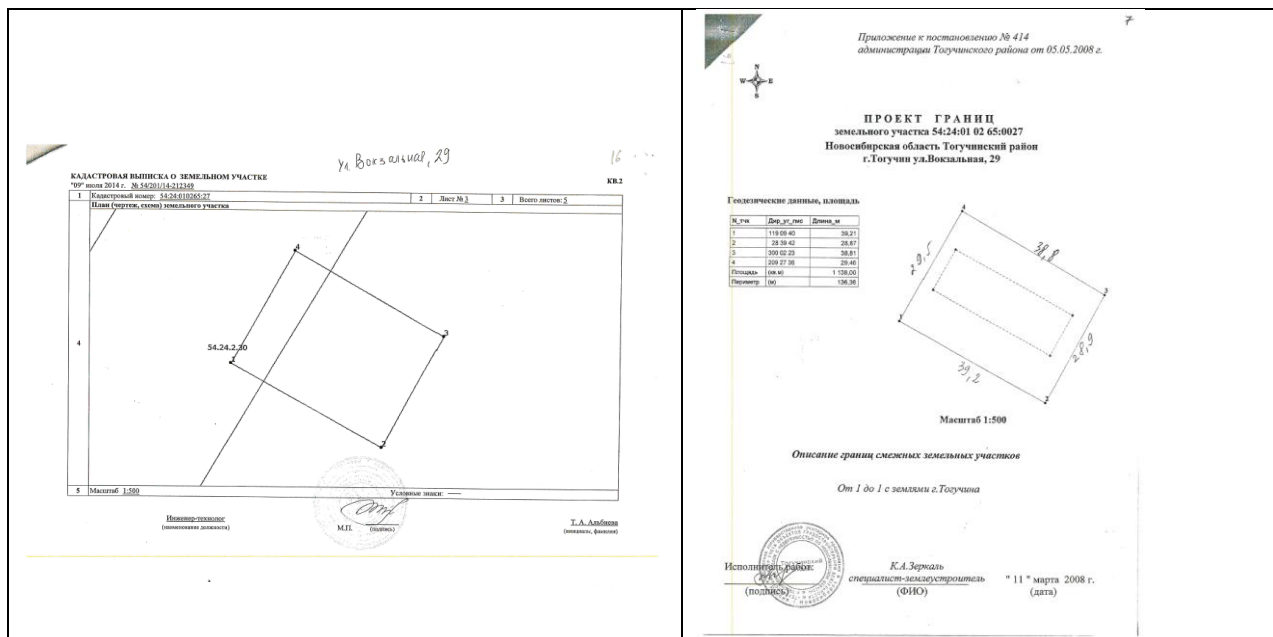 ул. Вокзальная, 29
16
КАДАСТРОВАЯ ВЫПИСКА О ЗЕМЕЛЬНОМ УЧАСТКЕ
"09" июля 2014 г. № 54/201/14-212349
КВ.2
1 Кадастровый номер: 54:24:010265:27 2 Лист № 3 3 Всего листов: 5
План (чертеж, схема) земельного участка
4
4
3
54.24.2.30
1
2
5 Масштаб 1:500 Условные знаки:
Инженер-технолог
(наименование должности)
М.П.
(подпись)
Т. А. Альбаева
(инициалы, фамилия)
7
Приложение к постановлению № 414
администрации Тогучинского района от 05.05.2008 г.
N
W E
S
ПРОЕКТ ГРАНИЦ
земельного участка 54:24:01 02 65:0027
Новосибирская область Тогучинский район
г.Тогучин ул.Вокзальная, 29
Геодезические данные, площадь
N_тчк Дир_уг_гмс Длина_м
1 119 09 40 39,21
2 28 39 42 28,87
3 300 02 23 38,81
4 209 27 36 29,46
Площадь (кв.м) 1 138,00
Периметр (м) 136,36
4
38,8
29,5
3
1
28,9
39,2
2
Масштаб 1:500
Описание границ смежных земельных участков
От 1 до 1 с землями г.Тогучина
Исполнитель работ:
(подпись)
К.А.Зеркаль
специалист-землеустроитель
(ФИО)
" 11 " марта 2008 г.
(дата)